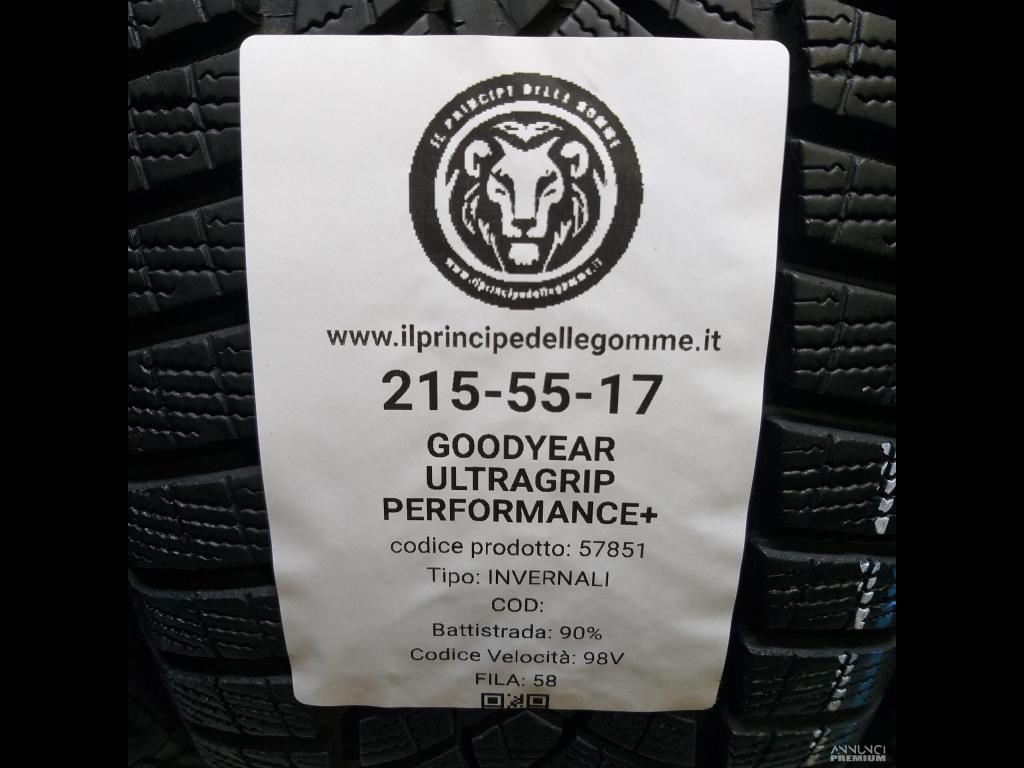 IL PRINCIPE DELLE GOMME
www.ilprincipedellegomme.it
www.ilprincipedellegomme.it
215-55-17
GOODYEAR
ULTRAGRIP
PERFORMANCE+
codice prodotto: 57851
Tipo: INVERNALI
COD:
Battistrada: 90%
Codice Velocità: 98V
FILA: 58
ANNUNCI
PREMIUM